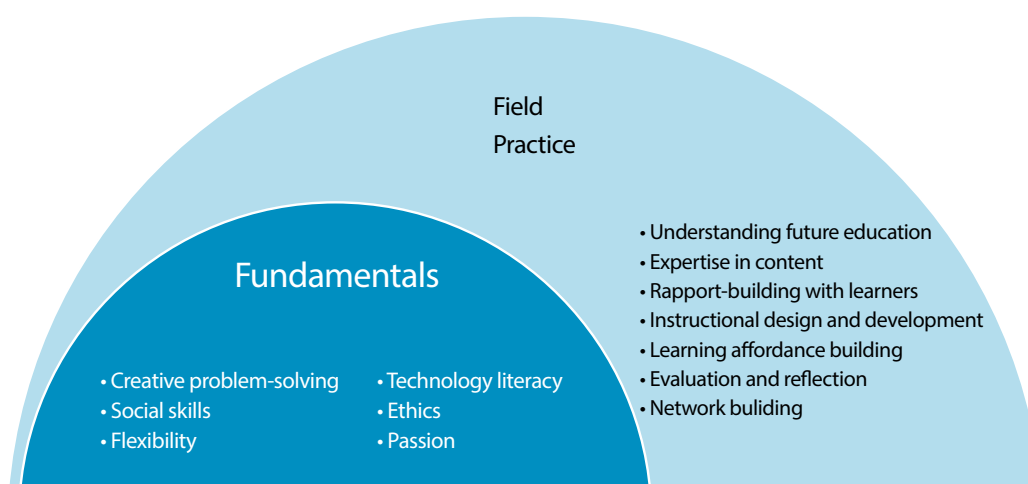 Field
Practice
Fundamentals
• Creative problem-solving
• Social skills
• Flexibility
• Technology literacy
• Ethics
• Passion
• Understanding future education
• Expertise in content
• Rapport-building with learners
• Instructional design and development
• Learning affordance building
• Evaluation and reflection
• Network buliding